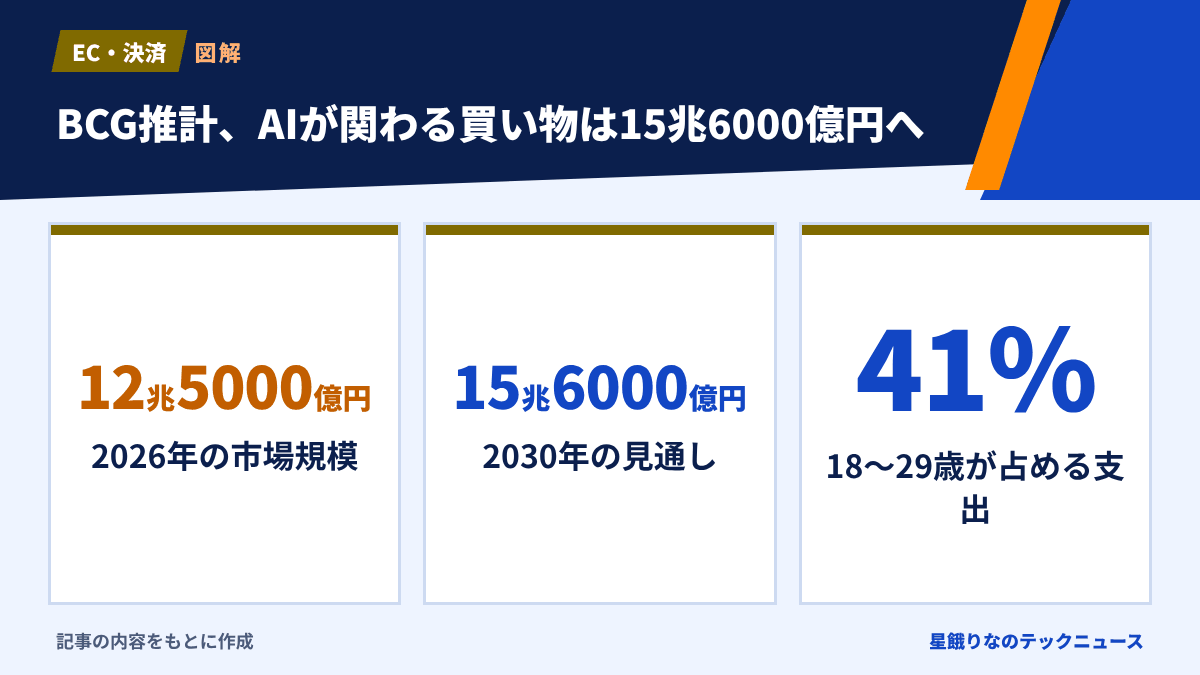 EC・決済
図解
BCG推計、AIが関わる買い物は15兆6000億円へ
12兆5000億円
2026年の市場規模
15兆6000億円
2030年の見通し
41%
18〜29歳が占める支
出
記事の内容をもとに作成
星餓りなのテックニュース